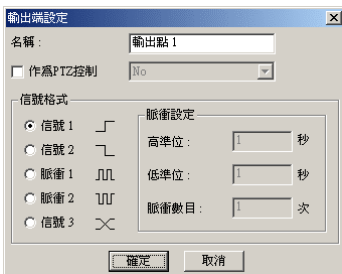 輸出端設定
名稱：
輸出點 1
作為PTZ控制
No
信號格式
信號 1
信號 2
脈衝 1
脈衝 2
信號 3
脈衝設定
高準位：
1
秒
低準位：
1
秒
脈衝數目：
1
次
確定
取消